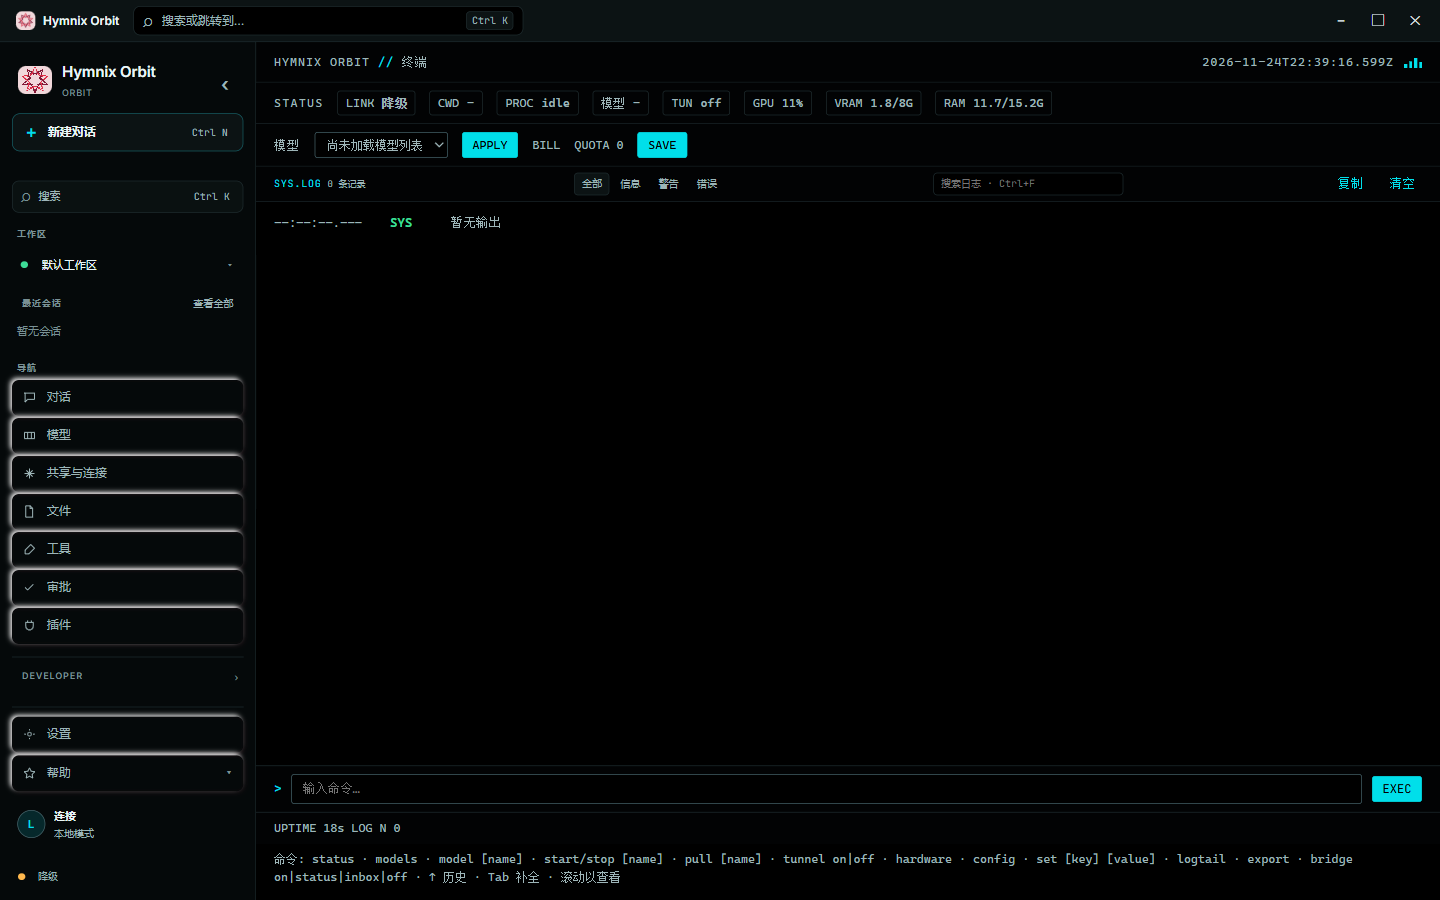 Hymnix Orbit
搜索或跳转到...
Ctrl K
Hymnix Orbit
ORBIT
+ 新建对话 Ctrl N
搜索 Ctrl K
工作区
默认工作区
最近会话 查看全部
暂无会话
导航
对话
模型
共享与连接
文件
工具
审批
插件
DEVELOPER
设置
帮助
L
连接
本地模式
降级
HYMNIX ORBIT // 终端
2026-11-24T22:39:16.599Z
STATUS LINK 降级 CWD — PROC idle 模型 — TUN off GPU 11% VRAM 1.8/8G RAM 11.7/15.2G
模型 尚未加载模型列表 APPLY BILL QUOTA 0 SAVE
SYS.LOG 0 条记录 全部 信息 警告 错误 搜索日志 · Ctrl+F 复制 清空
--:--:--.--- SYS 暂无输出
> 输入命令… EXEC
UPTIME 18s LOG N 0
命令: status · models · model [name] · start/stop [name] · pull [name] · tunnel on|off · hardware · config · set [key] [value] · logtail · export · bridge
on|status|inbox|off · ↑ 历史 · Tab 补全 · 滚动以查看